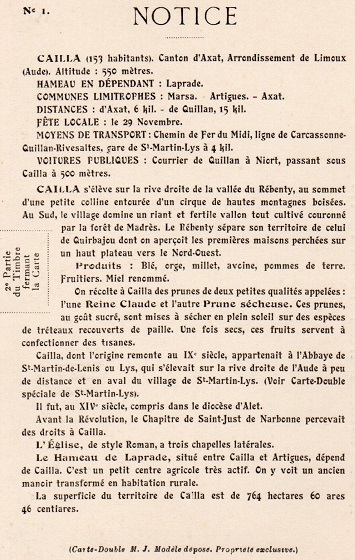 Nº 1.
NOTICE
CAILLA (153 habitants). Canton d'Axat, Arrondissement de Limoux
(Aude). Altitude : 550 mètres.
HAMEAU EN DÉPENDANT : Laprade.
COMMUNES LIMITROPHES : Marsa. - Artigues. - Axat.
DISTANCES : d'Axat, 6 kil. - de Quillan, 15 kil.
FÊTE LOCALE : le 29 Novembre.
MOYENS DE TRANSPORT : Chemin de Fer du Midi, ligne de Carcassonne-
Quillan-Rivesaltes, gare de St-Martin-Lys à 4 kil.
VOITURES PUBLIQUES : Courrier de Quillan à Niort, passant sous
Cailla à 500 mètres.
CAILLA s'élève sur la rive droite de la vallée du Rébenty, au sommet
d'une petite colline entourée d'un cirque de hautes montagnes boisées.
Au Sud, le village domine un riant et fertile vallon tout cultivé couronné
par la forêt de Madrès. Le Rébenty sépare son territoire de celui
de Quirbajou dont on aperçoit les premières maisons perchées sur
un haut plateau vers le Nord-Ouest.
Produits : Blé, orge, millet, avoine, pommes de terre.
Fruitiers. Miel renommé.
On récolte à Cailla des prunes de deux petites qualités appelées :
l'une Reine Claude et l'autre Prune sécheuse. Ces prunes,
au goût sucré, sont mises à sécher en plein soleil sur des espèces
de tréteaux recouverts de paille. Une fois secs, ces fruits servent à
confectionner des tisanes.
Cailla, dont l'origine remonte au IXe siècle, appartenait à l'Abbaye de
St-Martin-de-Lenis ou Lys, qui s'élevait sur la rive droite de l'Aude à peu
de distance et en aval du village de St-Martin-Lys. (Voir Carte-Double
spéciale de St-Martin-Lys).
Il fut, au XIVe siècle, compris dans le diocèse d'Alet.
Avant la Révolution, le Chapitre de Saint-Just de Narbonne percevait
des droits à Cailla.
L'Église, de style Roman, a trois chapelles latérales.
Le Hameau de Laprade, situé entre Cailla et Artigues, dépend
de Cailla. C'est un petit centre agricole très actif. On y voit un ancien
manoir transformé en habitation rurale.
La superficie du territoire de Cailla est de 764 hectares 60 ares
46 centiares.
2e Partie
du Timbre
fermant
la Carte
(Carte-Double M. J. Modèle déposé. Propriété exclusive.)